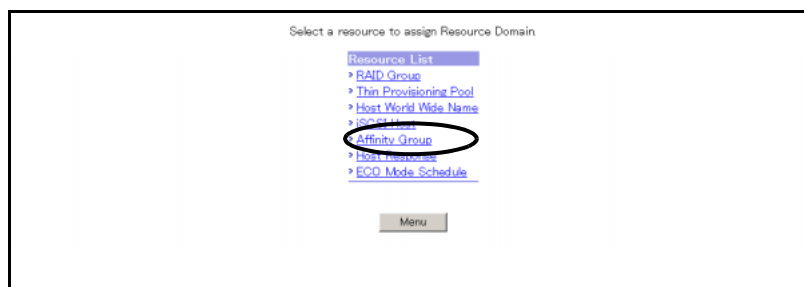 Select a resource to assign Resource Domain.
Resource List
RAID Group
Thin Provisioning Pool
Host World Wide Name
iSCSI Host
Affinity Group
Host Response
ECO Mode Schedule
Menu